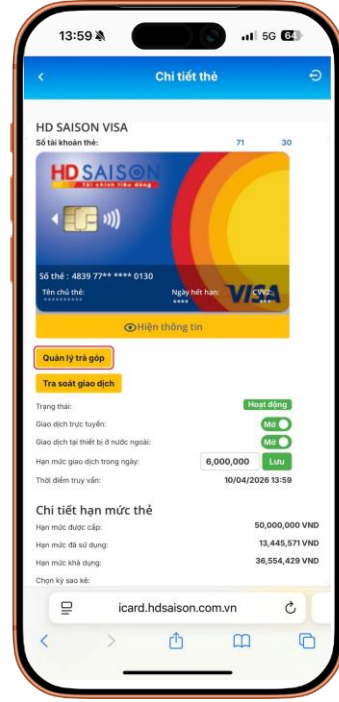 13:59
5G 64
Chi tiết thẻ
HD SAISON VISA
Số tài khoản thẻ: 71 30
HD SAISON
Tài chính tiêu dùng
Số thẻ : 4839 77** **** 0130
Tên chủ thẻ: Ngày hết hạn: CVV2:
********** **** ***
VISA
Hiện thông tin
Quản lý trả góp
Tra soát giao dịch
Trạng thái: Hoạt động
Giao dịch trực tuyến: Mở
Giao dịch tại thiết bị ở nước ngoài: Mở
Hạn mức giao dịch trong ngày: 6,000,000 Lưu
Thời điểm truy vấn: 10/04/2026 13:59
Chi tiết hạn mức thẻ
Hạn mức được cấp: 50,000,000 VND
Hạn mức đã sử dụng: 13,445,571 VND
Hạn mức khả dụng: 36,554,429 VND
Chọn kỳ sao kê:
icard.hdsaison.com.vn